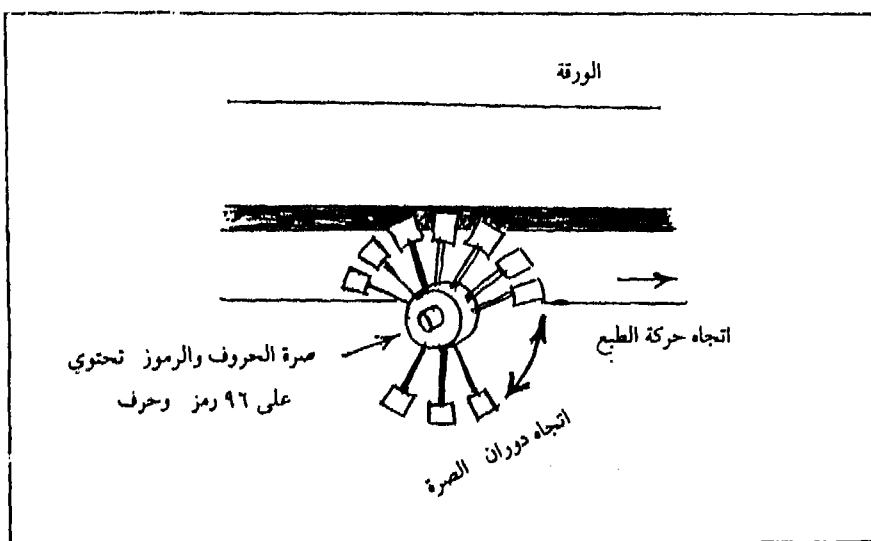 الورقة
اتجاه حركة الطبع
صرة الحروف والرموز تحتوي
على ٩٦ رمز وحرف
اتجاه دوران الصرة